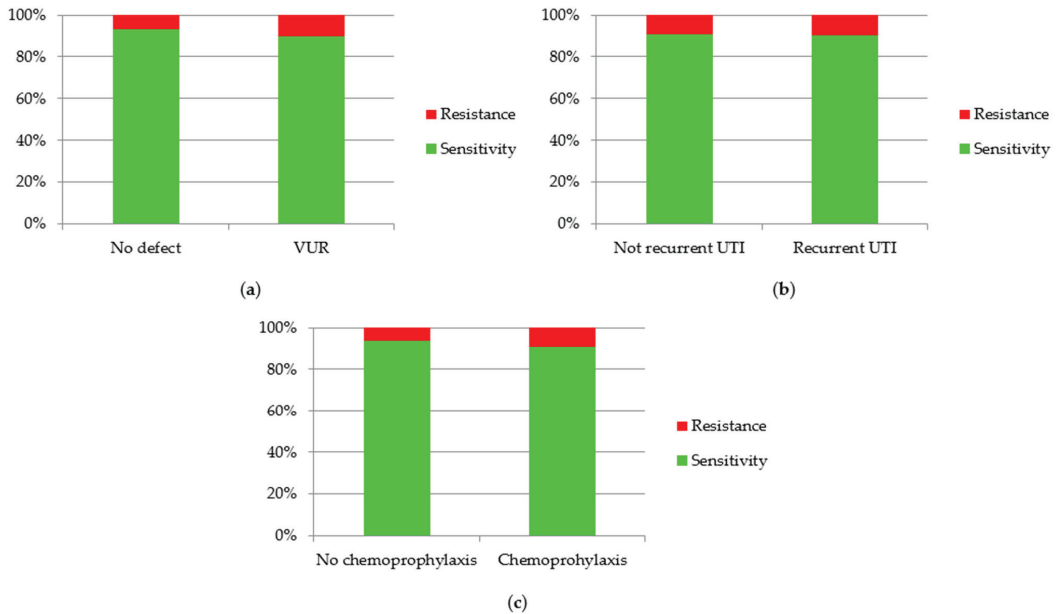 100%
80%
60%
40%
20%
0%
No defect
VUR
Resistance
Sensitivity
(a)
100%
80%
60%
40%
20%
0%
Not recurrent UTI
Recurrent UTI
Resistance
Sensitivity
(b)
100%
80%
60%
40%
20%
0%
No chemoprophylaxis
Chemoprohylaxis
Resistance
Sensitivity
(c)